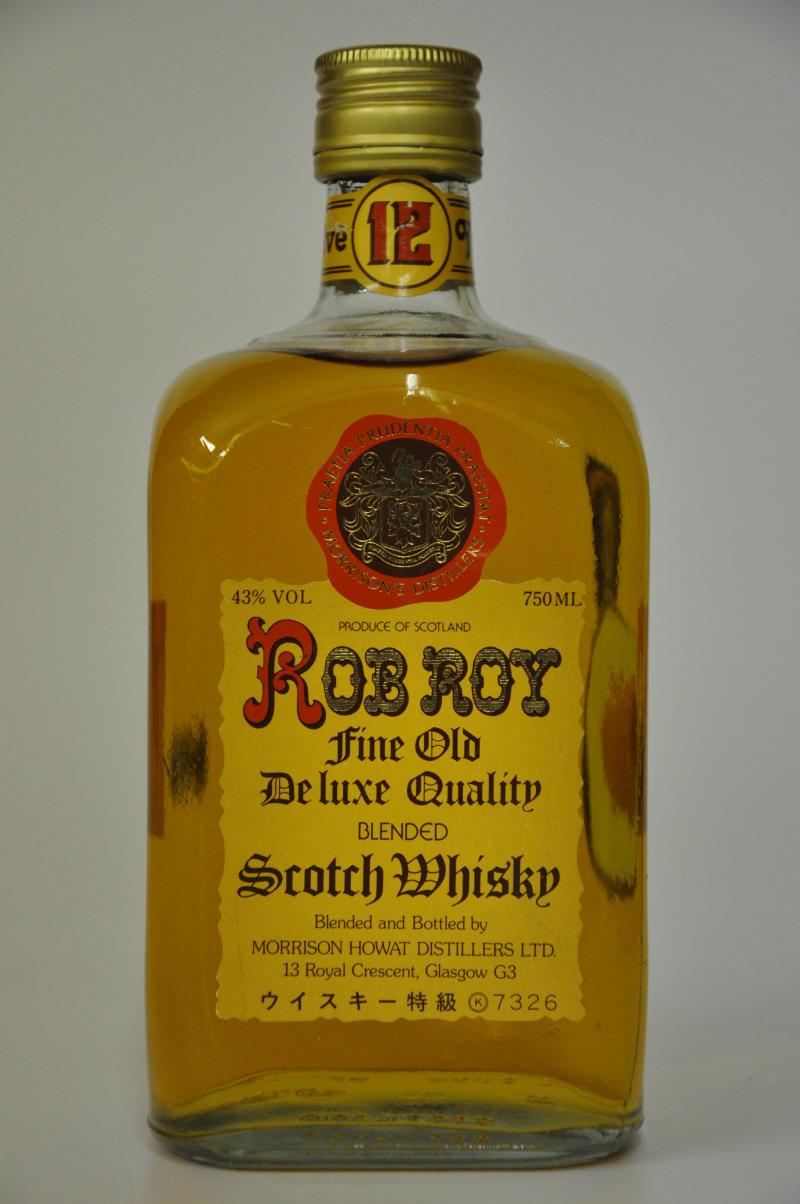 12
PRAETIA PRUDENTIA PRAESTAT
MORRISON'S DISTILLERS
43% VOL 750ML
PRODUCE OF SCOTLAND
ROB ROY
Fine Old
De luxe Quality
BLENDED
Scotch Whisky
Blended and Bottled by
MORRISON HOWAT DISTILLERS LTD.
13 Royal Crescent, Glasgow G3
ウイスキー特級 Ⓚ7326